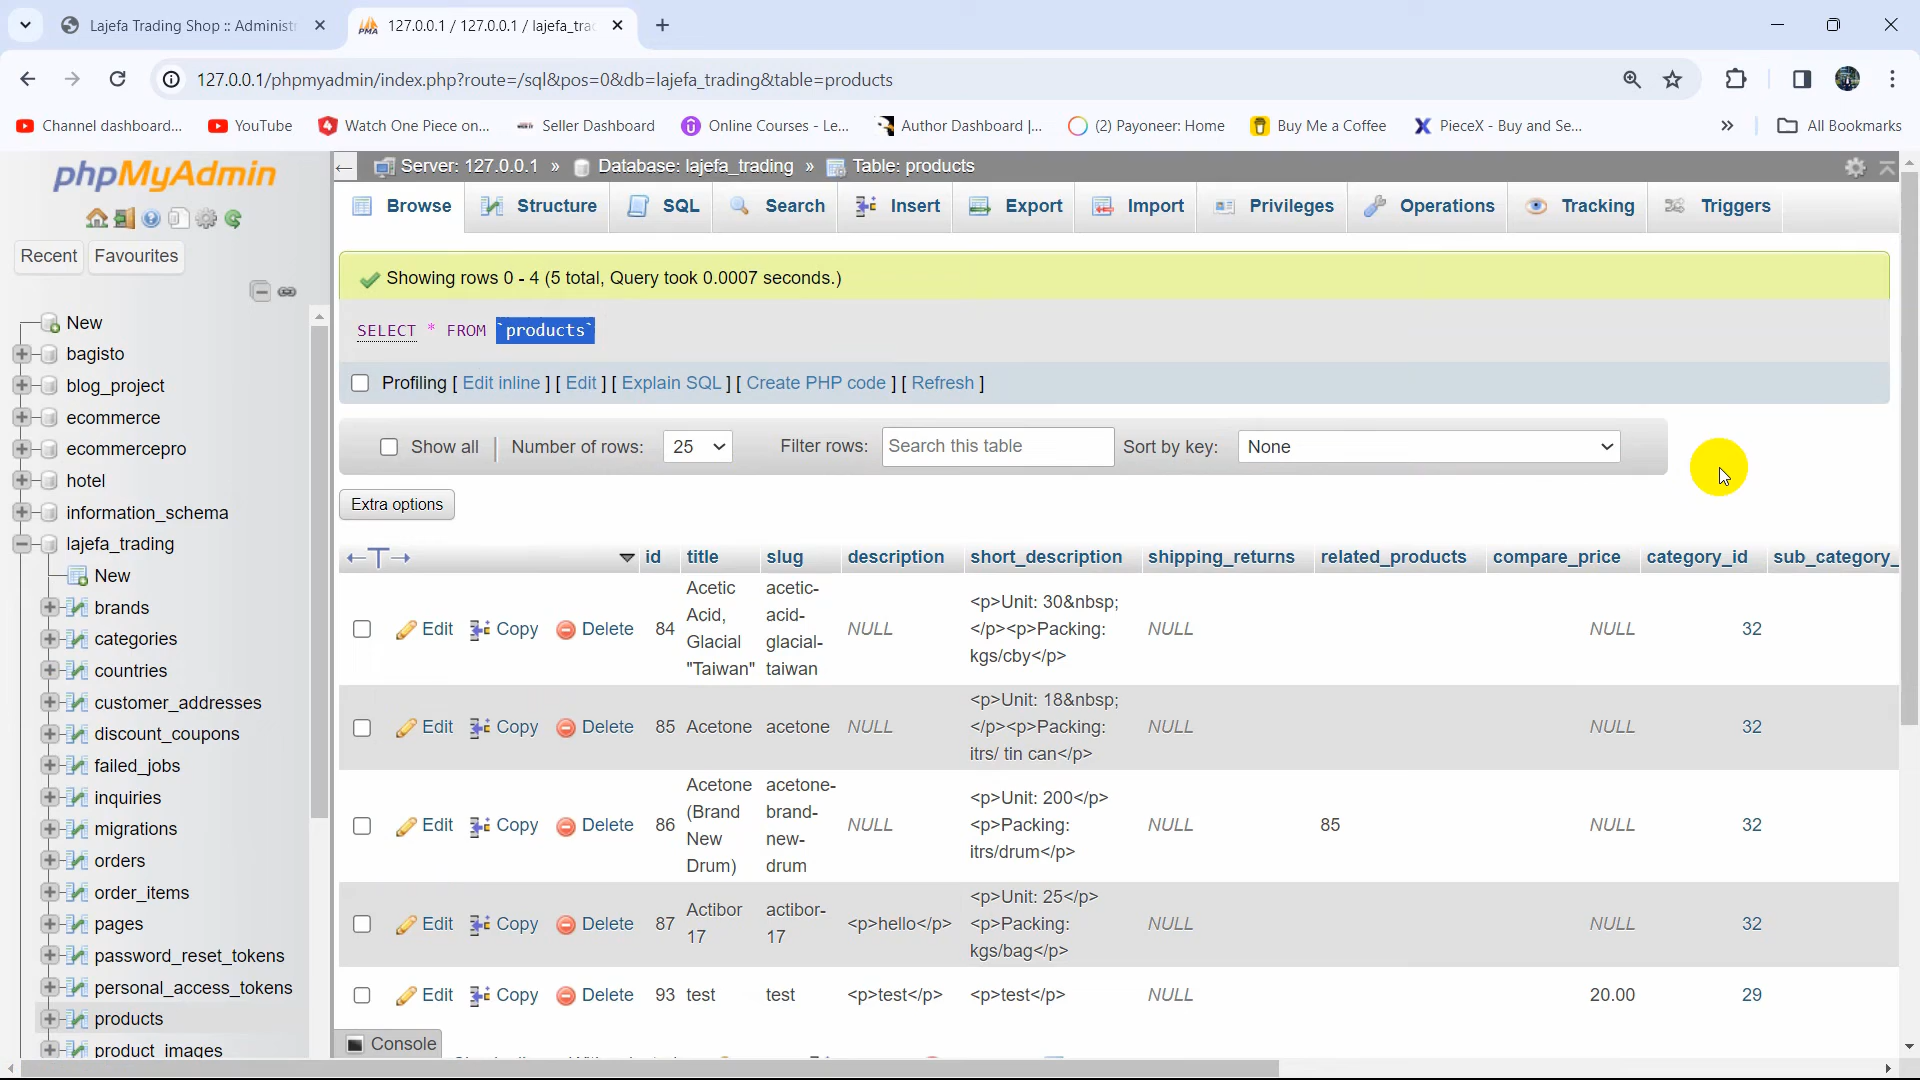 Lajefa Trading Shop :: Administr
127.0.0.1 / 127.0.0.1 / lajefa_tra
127.0.0.1/phpmyadmin/index.php?route=/sql&pos=0&db=lajefa_trading&table=products
Channel dashboard...
YouTube
Watch One Piece on...
Seller Dashboard
Online Courses - Le...
Author Dashboard |...
(2) Payoneer: Home
Buy Me a Coffee
PieceX - Buy and Se...
»
All Bookmarks
phpMyAdmin
Recent
Favourites
New
bagisto
blog_project
ecommerce
ecommercepro
hotel
information_schema
lajefa_trading
New
brands
categories
countries
customer_addresses
discount_coupons
failed_jobs
inquiries
migrations
orders
order_items
pages
password_reset_tokens
personal_access_tokens
products
product_images
Server: 127.0.0.1 » Database: lajefa_trading » Table: products
Browse
Structure
SQL
Search
Insert
Export
Import
Privileges
Operations
Tracking
Triggers
Showing rows 0 - 4 (5 total, Query took 0.0007 seconds.)
SELECT * FROM `products`
Profiling [ Edit inline ] [ Edit ] [ Explain SQL ] [ Create PHP code ] [ Refresh ]
Show all | Number of rows: 25 Filter rows: Search this table Sort by key: None
Extra options
id title slug description short_description shipping_returns related_products compare_price category_id sub_category_
Edit Copy Delete 84
Acetic
Acid,
Glacial
"Taiwan"
acetic-
acid-
glacial-
taiwan
NULL
<p>Unit: 30&nbsp;
</p><p>Packing:
kgs/cby</p>
NULL
NULL
32
Edit Copy Delete 85 Acetone acetone NULL
<p>Unit: 18&nbsp;
</p><p>Packing:
itrs/ tin can</p>
NULL
NULL
32
Edit Copy Delete 86
Acetone
(Brand
New
Drum)
acetone-
brand-
new-
drum
NULL
<p>Unit: 200</p>
<p>Packing:
itrs/drum</p>
NULL
85
NULL
32
Edit Copy Delete 87
Actibor
17
actibor-
17
<p>hello</p>
<p>Unit: 25</p>
<p>Packing:
kgs/bag</p>
NULL
NULL
32
Edit Copy Delete 93 test test <p>test</p> <p>test</p> NULL 20.00 29
Console